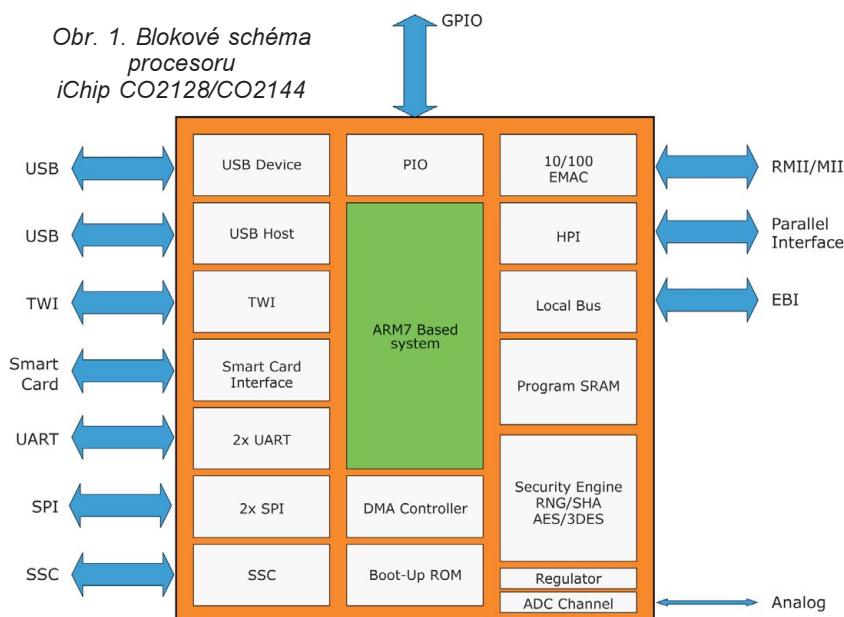 Obr. 1. Blokové schéma
procesoru
iChip CO2128/CO2144
GPIO
USB
USB
TWI
Smart
Card
UART
SPI
SSC
USB Device
USB Host
TWI
Smart Card
Interface
2x UART
2x SPI
SSC
PIO
ARM7 Based
system
DMA Controller
Boot-Up ROM
10/100
EMAC
HPI
Local Bus
Program SRAM
Security Engine
RNG/SHA
AES/3DES
Regulator
ADC Channel
RMII/MII
Parallel
Interface
EBI
Analog